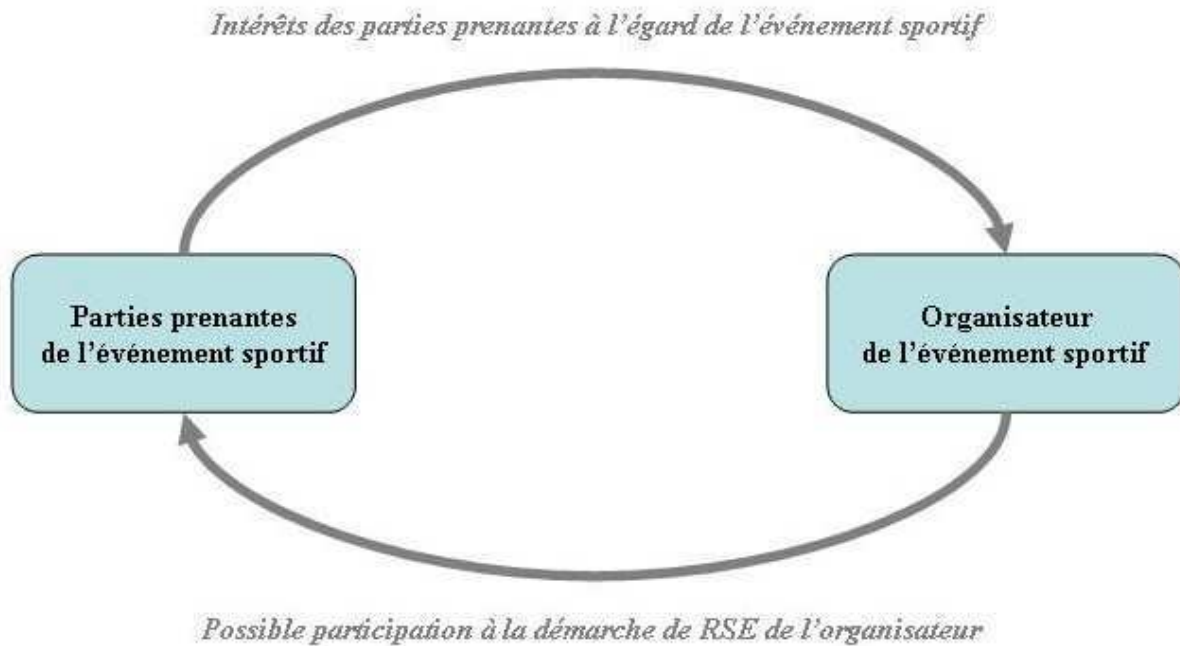 Intérêts des parties prenantes à l’égard de l’événement sportif
Parties prenantes
de l’événement sportif
Organisateur
de l’événement sportif
Possible participation à la démarche de RSE de l’organisateur